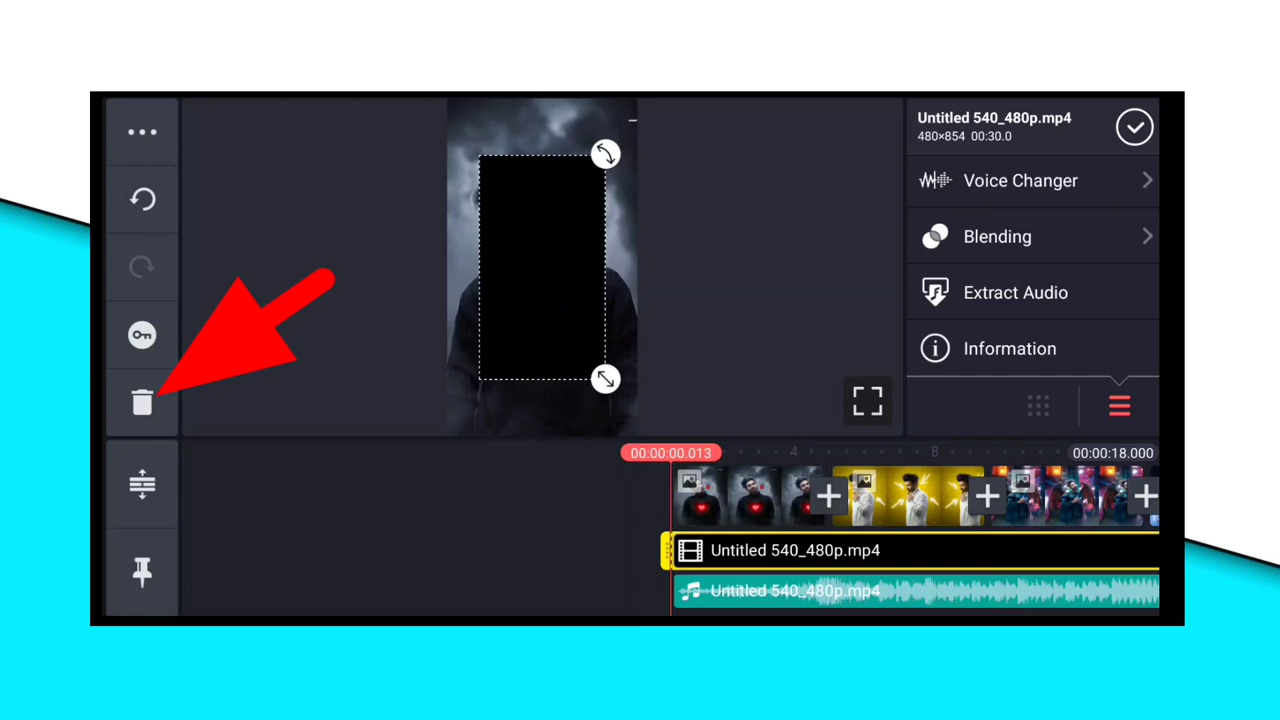 Untitled 540_480p.mp4
480×854 00:30.0
Voice Changer
Blending
Extract Audio
Information
00:00:00.013
4
8
00:00:18.000
Untitled 540_480p.mp4
Untitled 540_480p.mp4